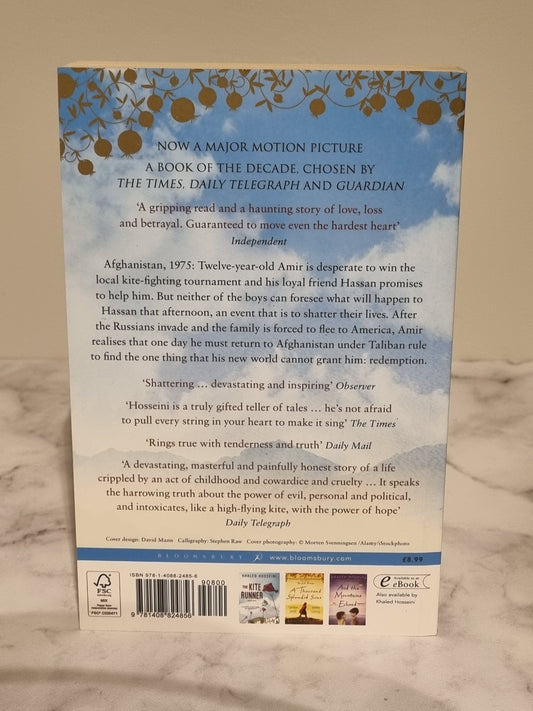 NOW A MAJOR MOTION PICTURE
A BOOK OF THE DECADE, CHOSEN BY
THE TIMES, DAILY TELEGRAPH AND GUARDIAN
‘A gripping read and a haunting story of love, loss
and betrayal. Guaranteed to move even the hardest heart’
Independent
Afghanistan, 1975: Twelve-year-old Amir is desperate to win the
local kite-fighting tournament and his loyal friend Hassan promises
to help him. But neither of the boys can foresee what will happen to
Hassan that afternoon, an event that is to shatter their lives. After
the Russians invade and the family is forced to flee to America, Amir
realises that one day he must return to Afghanistan under Taliban rule
to find the one thing that his new world cannot grant him: redemption.
‘Shattering … devastating and inspiring’ Observer
‘Hosseini is a truly gifted teller of tales … he’s not afraid
to pull every string in your heart to make it sing’ The Times
‘Rings true with tenderness and truth’ Daily Mail
‘A devastating, masterful and painfully honest story of a life
crippled by an act of childhood and cowardice and cruelty … It speaks
the harrowing truth about the power of evil, personal and political,
and intoxicates, like a high-flying kite, with the power of hope’
Daily Telegraph
Cover design: David Mann Calligraphy: Stephen Raw Cover photography: © Morten Svenningsen /Alamy/iStockphoto
BLOOMSBURY www.bloomsbury.com £8.99
ISBN 978-1-4088-2485-6
90800
9 781408 824856
FSC
MIX
KHALED HOSSEINI
THE KITE RUNNER
A Thousand Splendid Suns
And the Mountains Echoed
Available as an
e eBook
Also available by
Khaled Hosseini